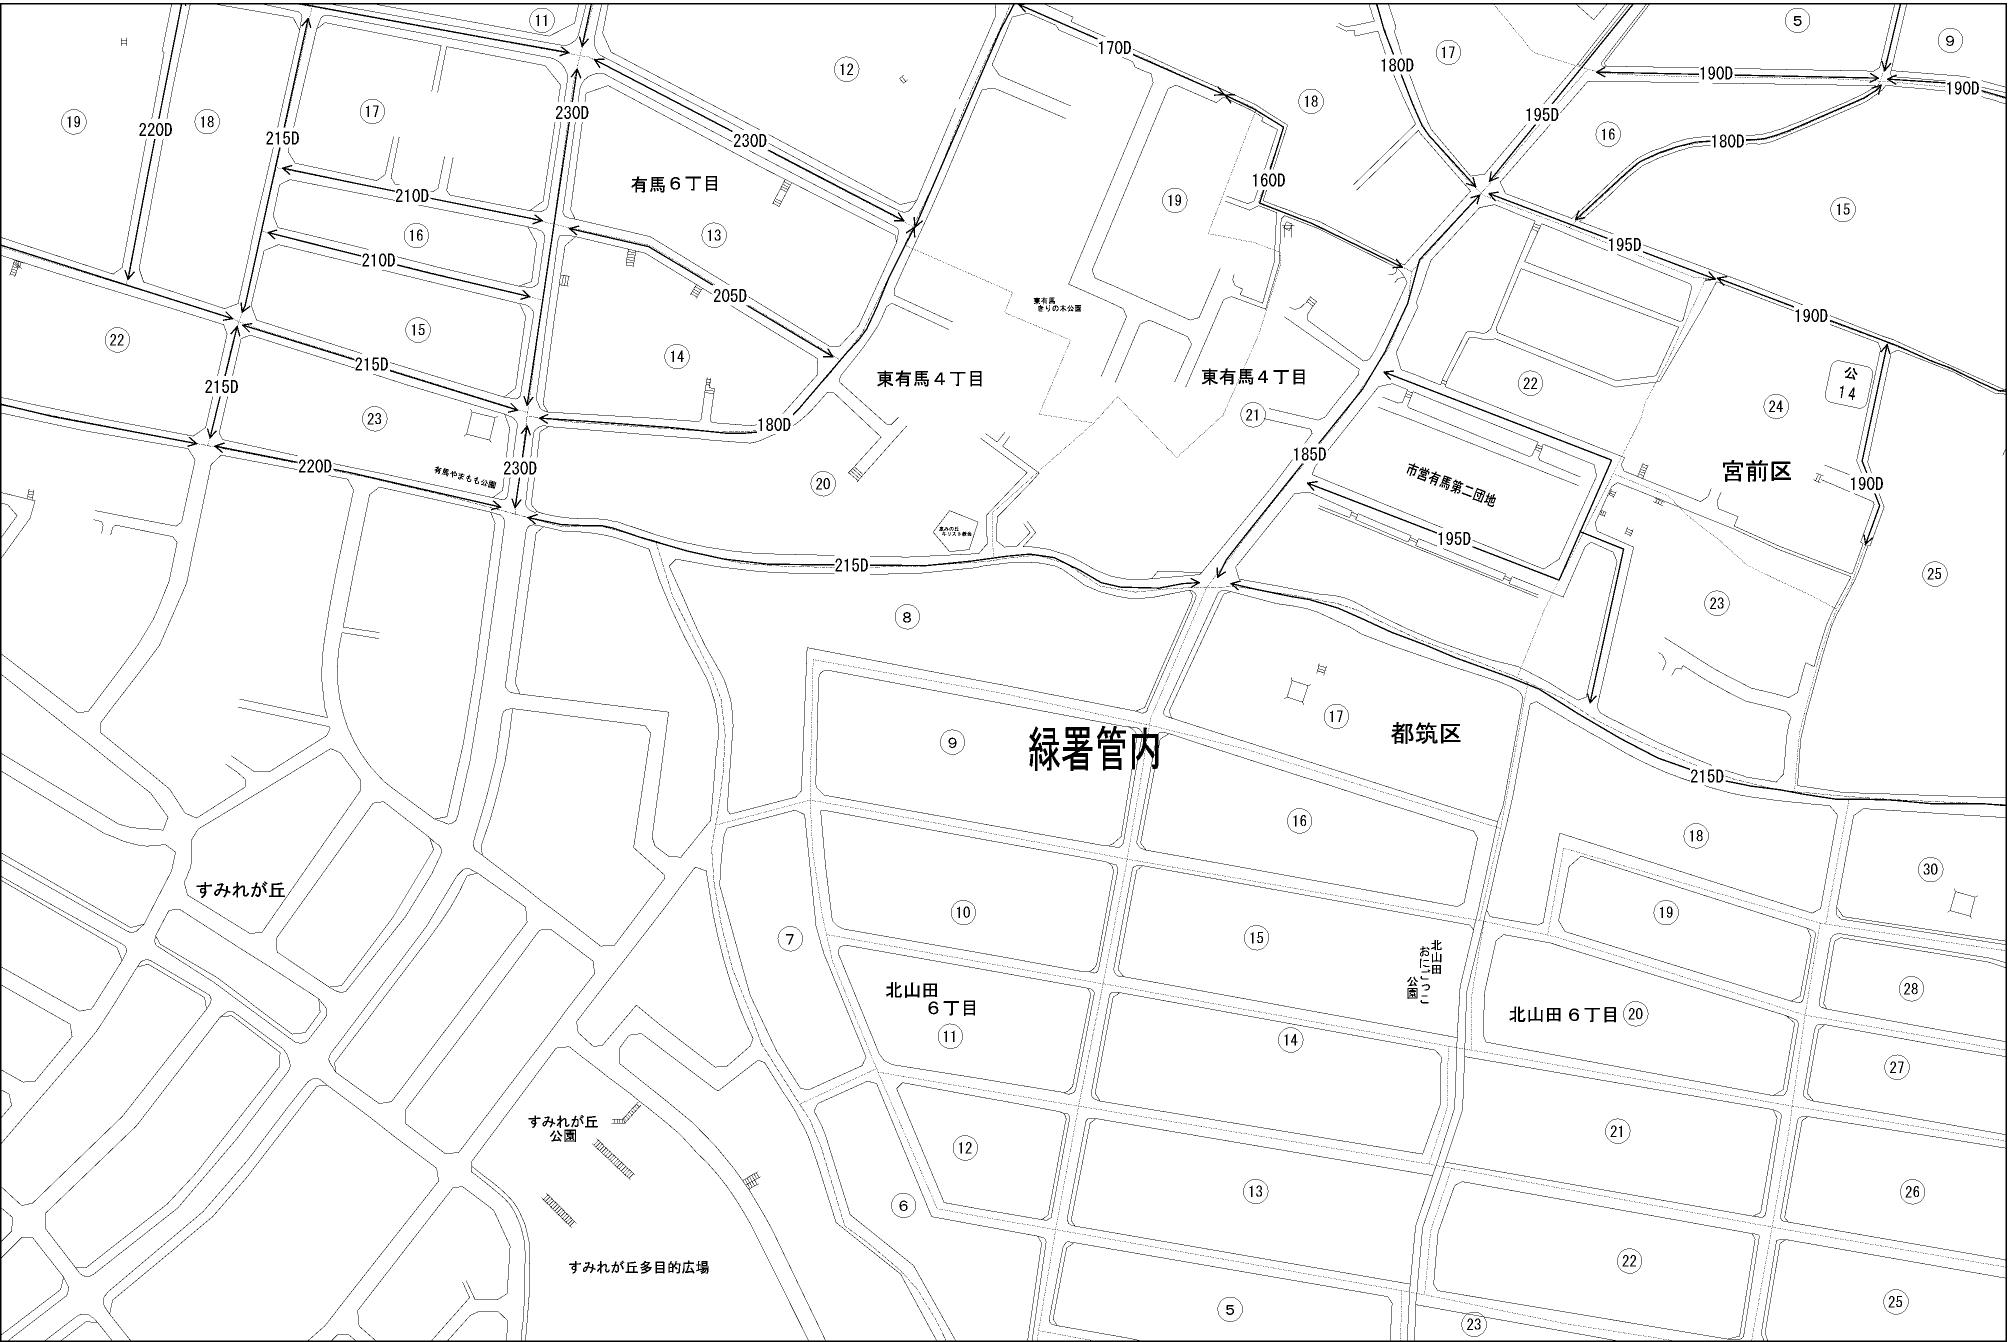 11
12
170D
180D
17
5
9
190D
190D
19
220D
18
215D
17
230D
230D
18
195D
16
180D
有馬6丁目
210D
16
13
19
160D
15
210D
205D
195D
東有馬
きりの木公園
190D
22
15
14
215D
215D
東有馬4丁目
東有馬4丁目
22
公
14
24
23
21
180D
220D
有馬やまもも公園
230D
20
185D
市営有馬第二団地
宮前区
190D
195D
215D
25
23
8
17
都筑区
9
緑署管内
215D
16
18
すみれが丘
30
7
10
15
北山田
おにごっこ
公園
19
北山田
6丁目
11
14
北山田6丁目
20
28
27
すみれが丘
公園
12
21
6
13
26
すみれが丘多目的広場
22
5
23
25